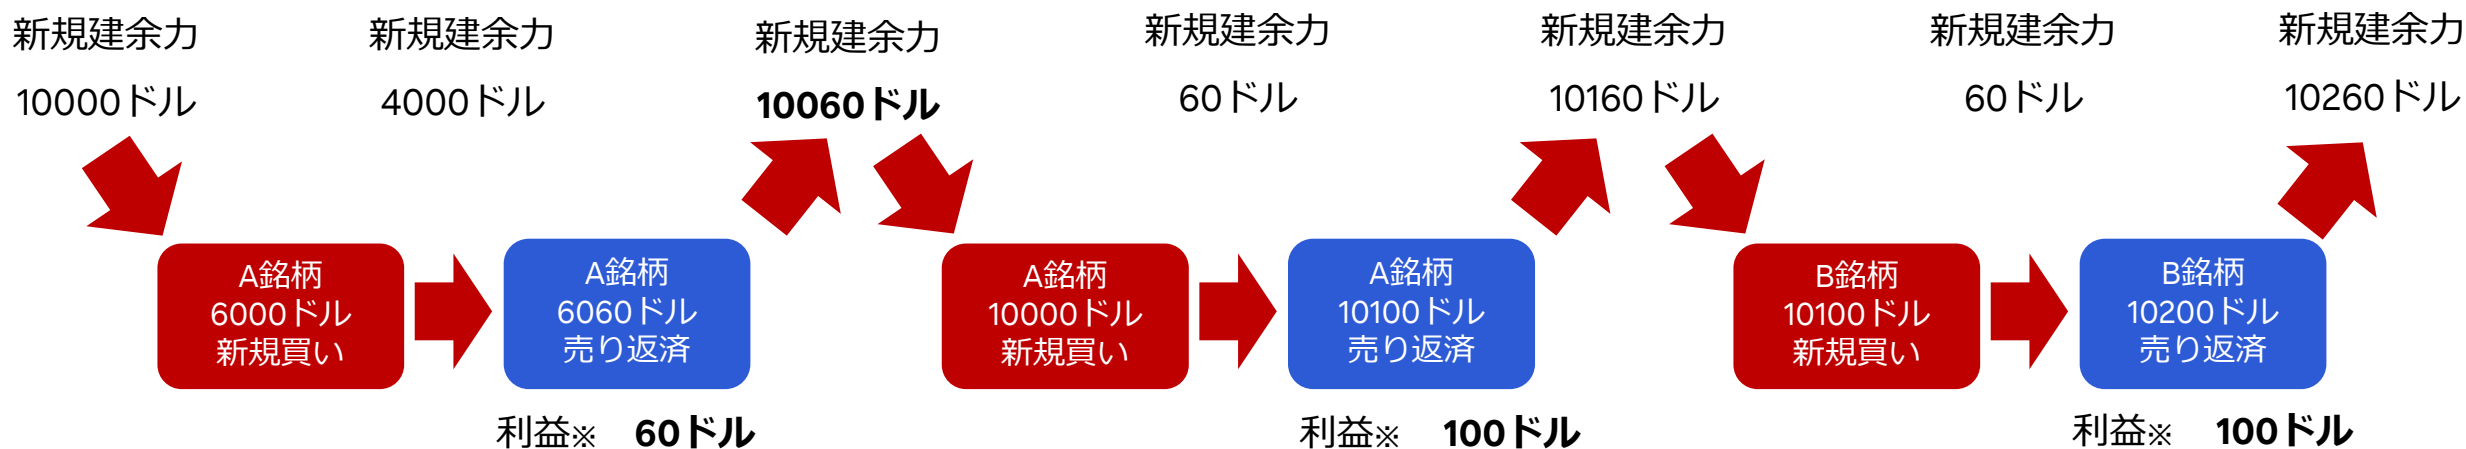 新規建余力
10000ドル
新規建余力
4000ドル
新規建余力
10060ドル
新規建余力
60ドル
新規建余力
10160ドル
新規建余力
60ドル
新規建余力
10260ドル
A銘柄
6000ドル
新規買い
A銘柄
6060ドル
売り返済
A銘柄
10000ドル
新規買い
A銘柄
10100ドル
売り返済
B銘柄
10100ドル
新規買い
B銘柄
10200ドル
売り返済
利益※ 60ドル
利益※ 100ドル
利益※ 100ドル